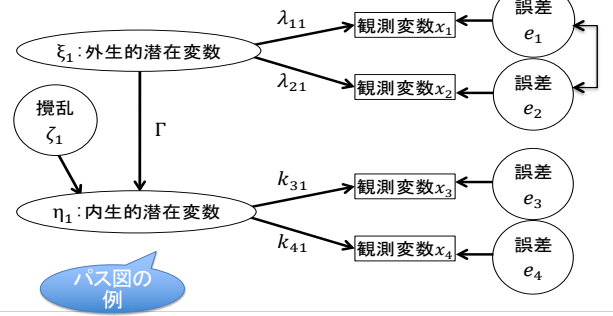 λ₁₁
誤差
e₁
観測変数x₁
ξ₁:外生的潜在変数
λ₂₁
観測変数x₂
誤差
e₂
攪乱
ζ₁
Γ
k₃₁
観測変数x₃
誤差
e₃
η₁:内生的潜在変数
k₄₁
観測変数x₄
誤差
e₄
パス図の
例